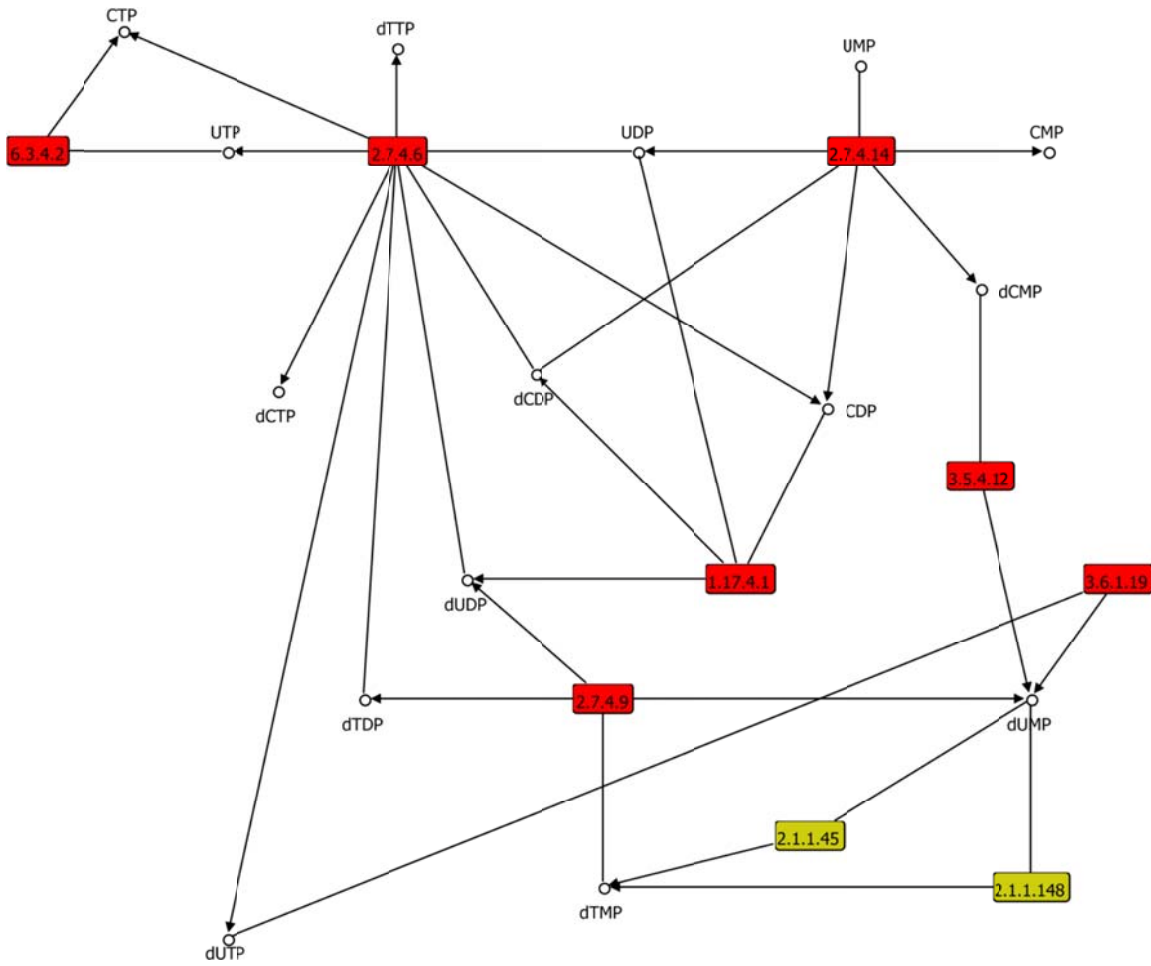 CTP
dTTP
UMP
6.3.4.2
UTP
2.7.4.6
UDP
2.7.4.14
CMP
dCMP
dCTP
dCDP
CDP
3.5.4.12
1.17.4.1
3.6.1.19
dUDP
2.7.4.9
dTDP
dUMP
2.1.1.45
2.1.1.148
dTMP
dUTP